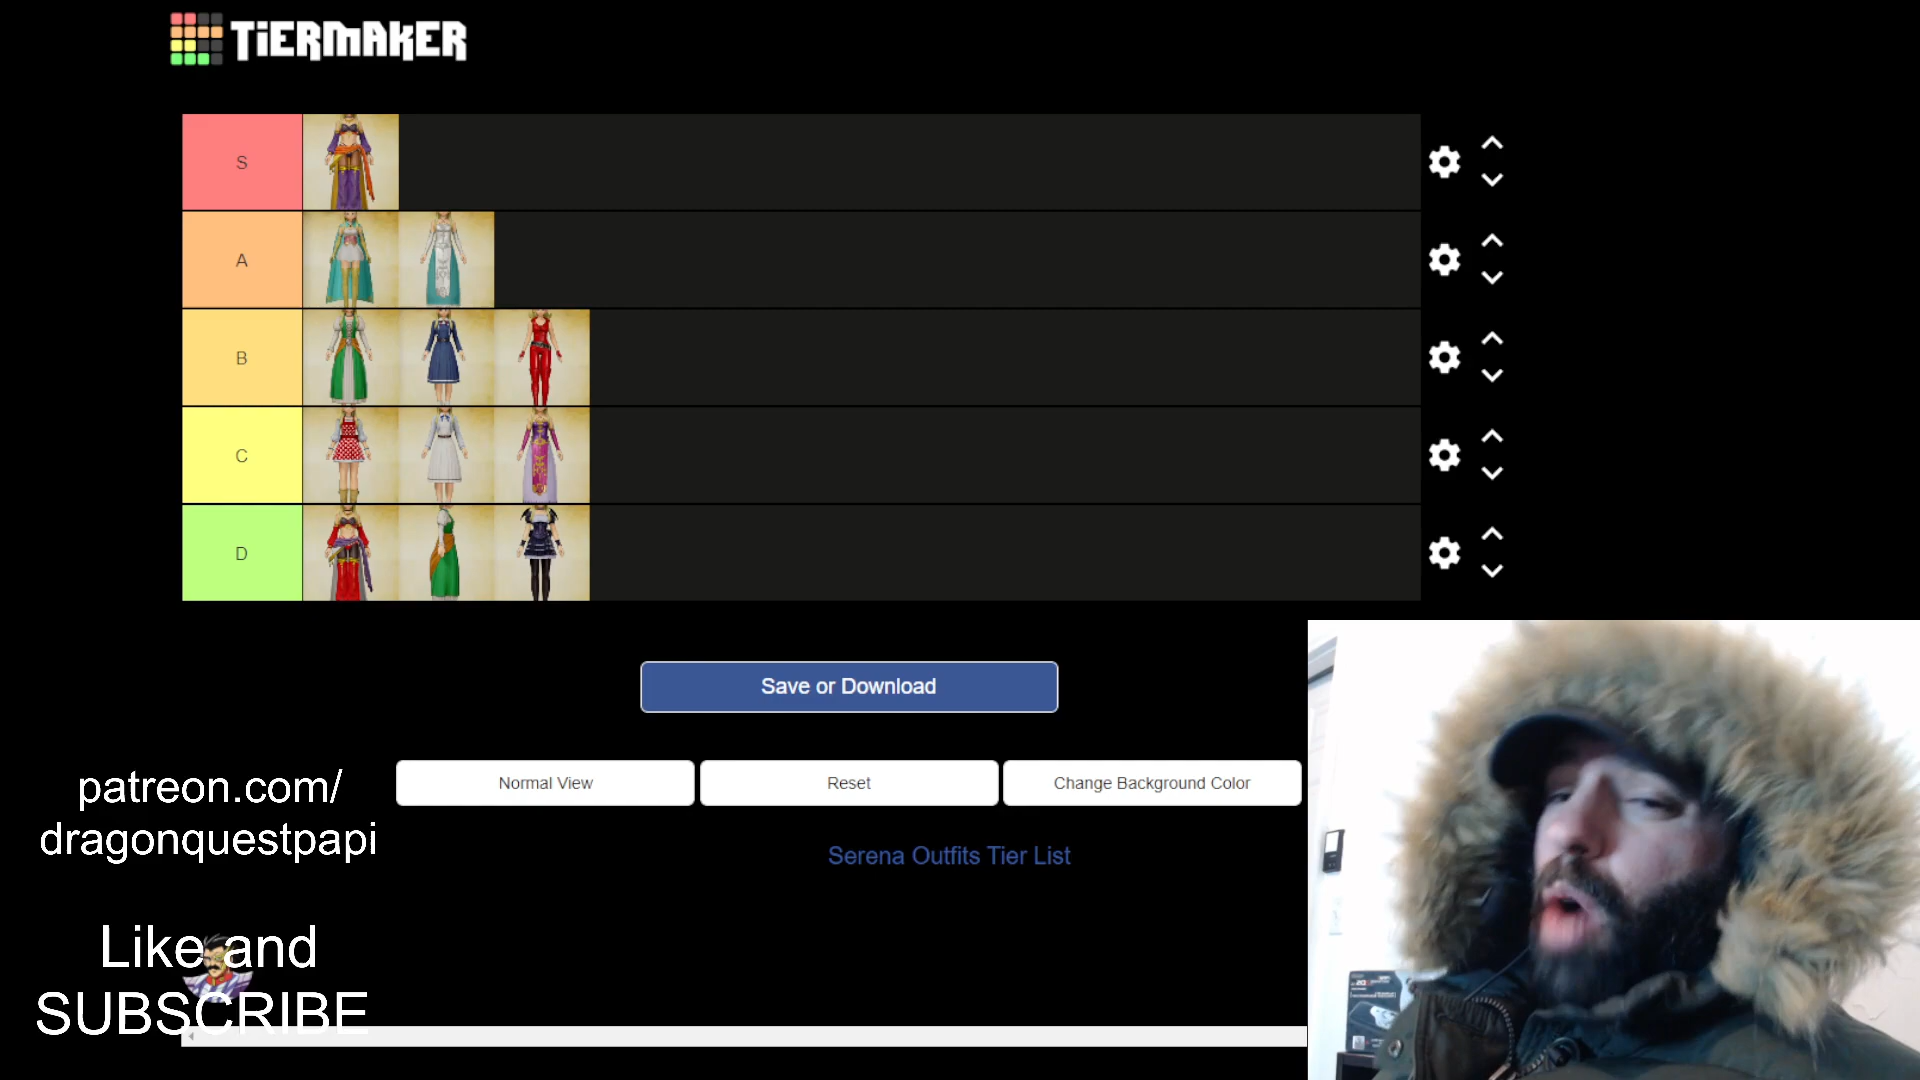 TiERMAKER
S
A
B
C
D
Save or Download
Normal View
Reset
Change Background Color
Serena Outfits Tier List
patreon.com/
dragonquestpapi
Like and
SUBSCRIBE